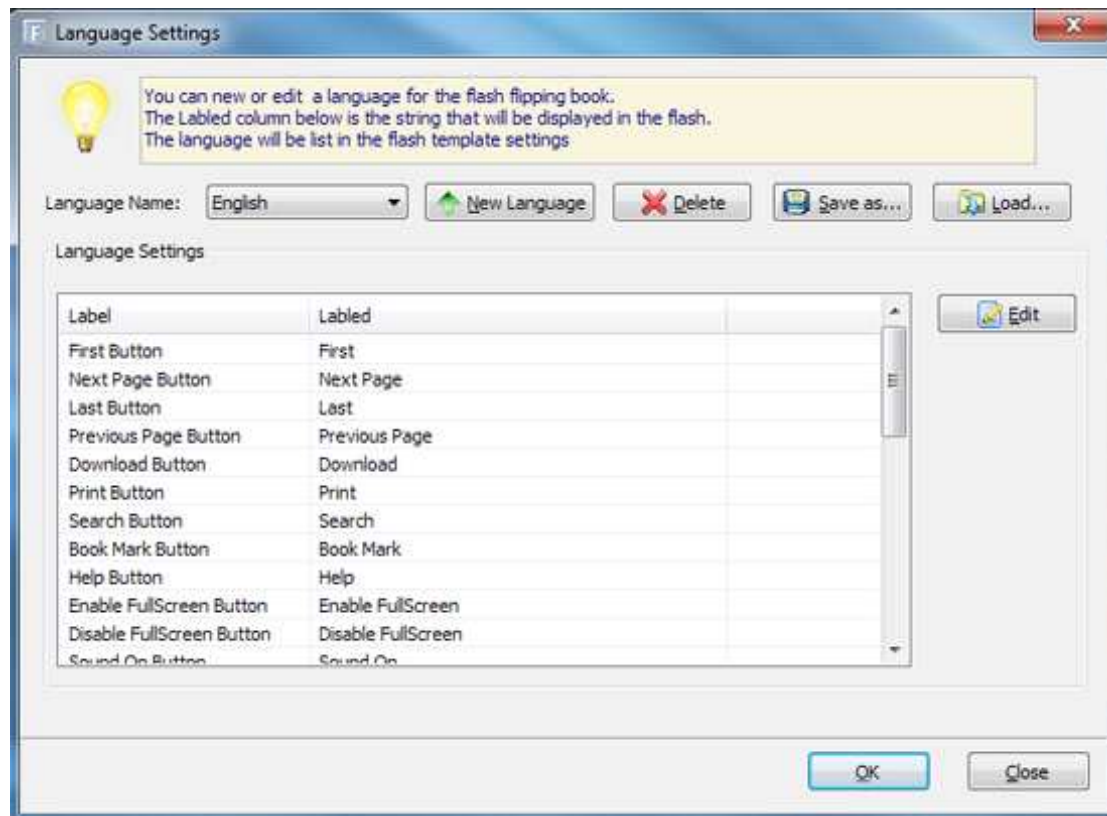 Language Settings
You can new or edit a language for the flash flipping book.
The Labled column below is the string that will be displayed in the flash.
The language will be list in the flash template settings
Language Name: English New Language Delete Save as... Load...
Language Settings
Label Labled
Edit
First Button First
Next Page Button Next Page
Last Button Last
Previous Page Button Previous Page
Download Button Download
Print Button Print
Search Button Search
Book Mark Button Book Mark
Help Button Help
Enable FullScreen Button Enable FullScreen
Disable FullScreen Button Disable FullScreen
Sound On Button Sound On
OK Close